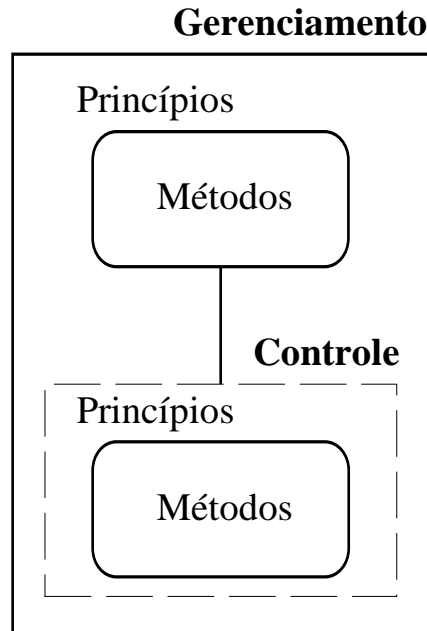 Gerenciamento
Princípios
Métodos
Controle
Princípios
Métodos